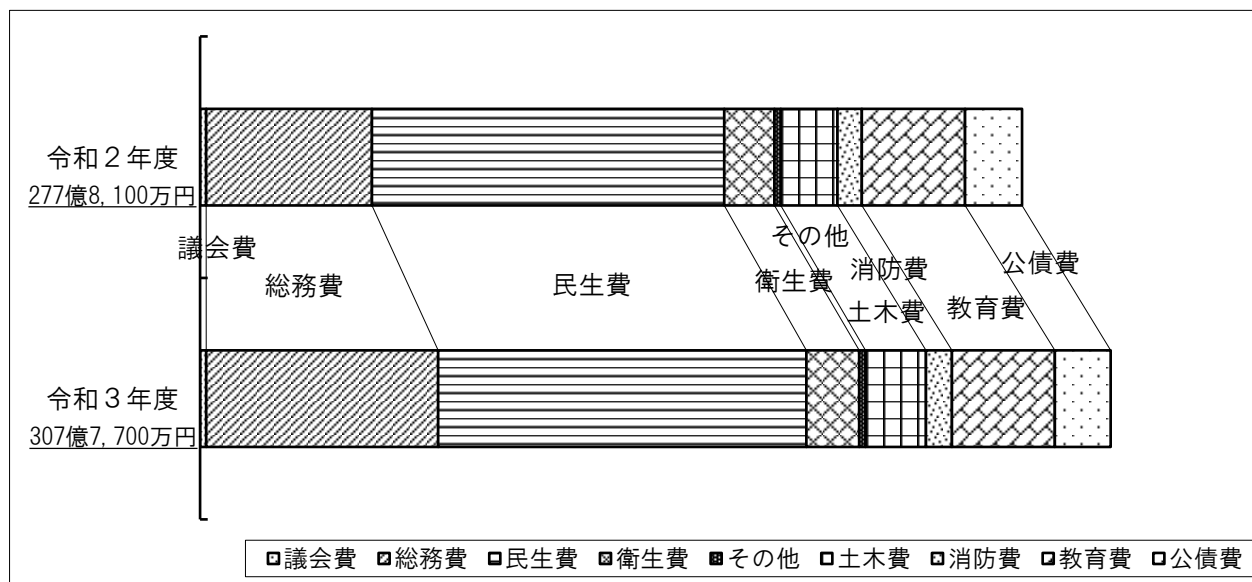 令和２年度
277億8,100万円
議会費
総務費
民生費
衛生費
その他
土木費
消防費
教育費
公債費
令和３年度
307億7,700万円
議会費 総務費 民生費 衛生費 その他 土木費 消防費 教育費 公債費